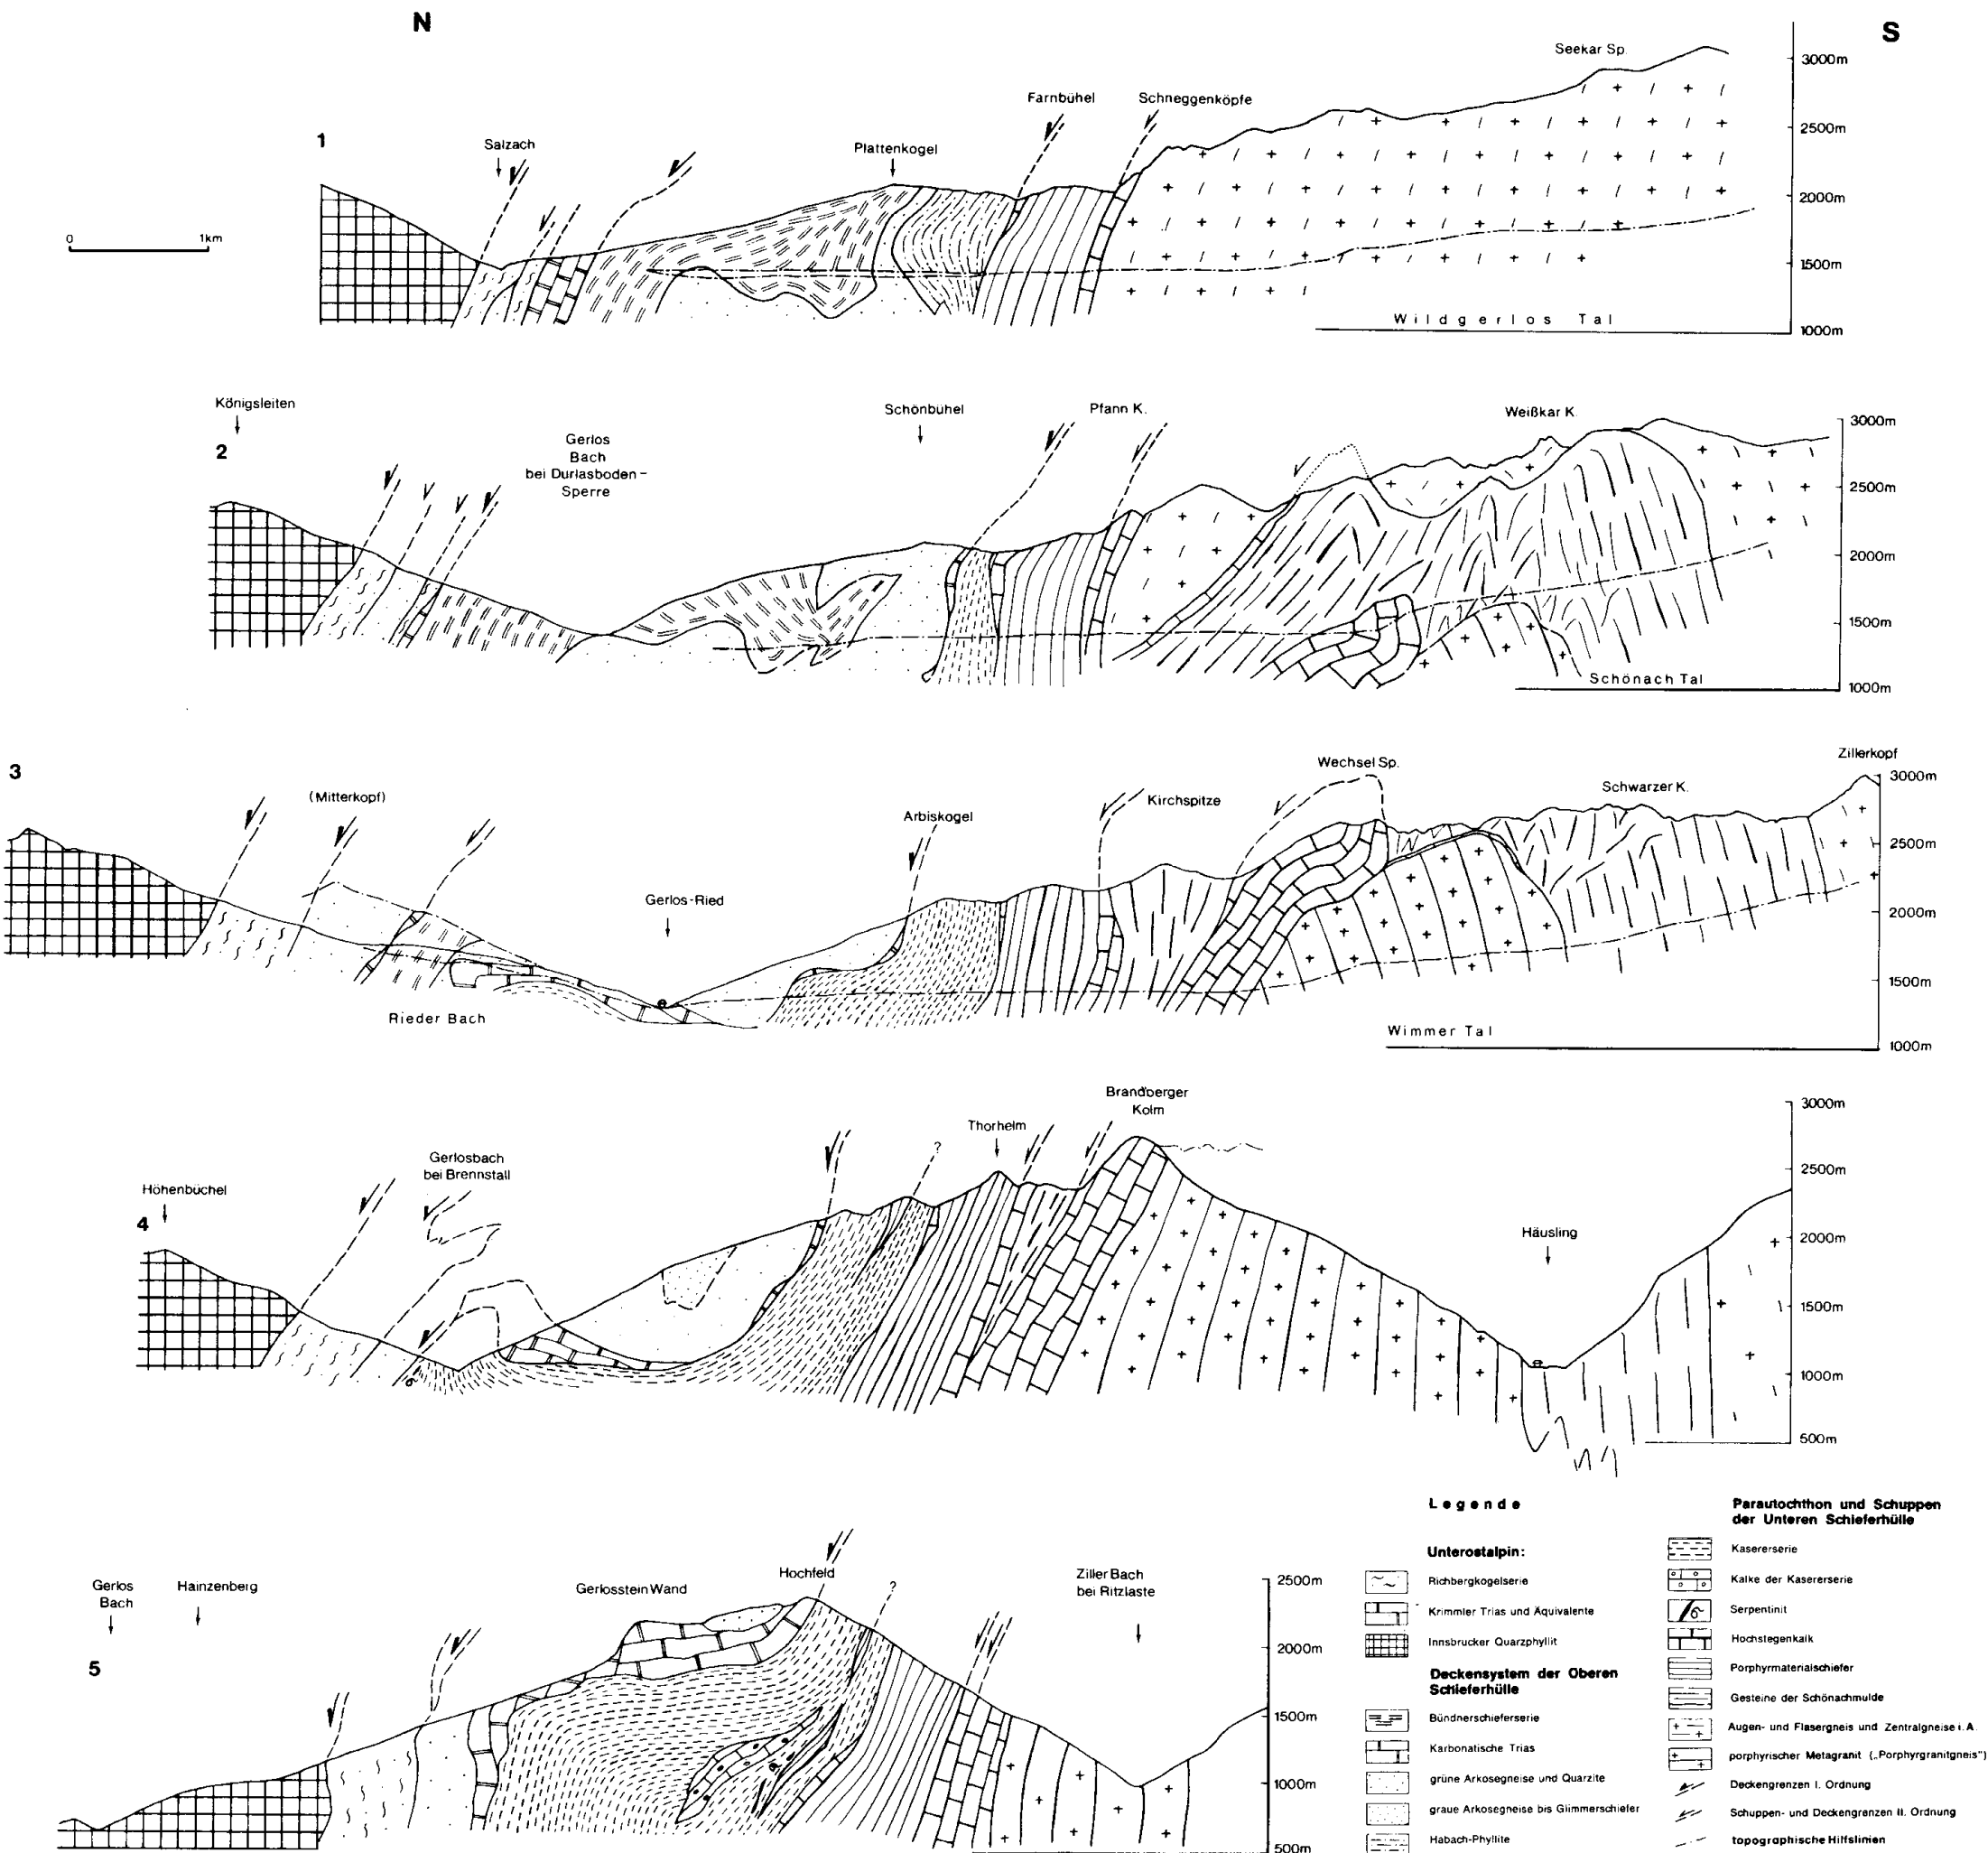 N
S
1
Salzach
Plattenkogel
Farnbühel
Schneggenköpfe
Seekar Sp.
3000m
2500m
2000m
1500m
1000m
0 1km
Wildgerlos Tal
2
Königsleiten
Gerlos
Bach
bei Durlasboden-
Sperre
Schönbühel
Pfann K.
Weißkar K.
3000m
2500m
2000m
1500m
1000m
Schönach Tal
3
(Mitterkopf)
Gerlos-Ried
Arbiskogel
Kirchspitze
Wechsel Sp.
Schwarzer K.
Zillerkopf
3000m
2500m
2000m
1500m
1000m
Rieder Bach
Wimmer Tal
4
Höhenbüchel
Gerlosbach
bei Brennstall
?
Thorhelm
Brandberger
Kolm
Häusling
3000m
2500m
2000m
1500m
1000m
500m
5
Gerlos
Bach
Hainzenberg
Gerlosstein Wand
Hochfeld
?
Ziller Bach
bei Ritzlaste
2500m
2000m
1500m
1000m
500m
Legende
Unterostalpin:
Richbergkogelserie
Krimmler Trias und Äquivalente
Innsbrucker Quarzphyllit
Deckensystem der Oberen
Schieferhülle
Bündnerschieferserie
Karbonatische Trias
grüne Arkosegneise und Quarzite
graue Arkosegneise bis Glimmerschiefer
Habach-Phyllite
Parautochthon und Schuppen
der Unteren Schieferhülle
Kasererserie
Kalke der Kasererserie
Serpentinit
Hochstegenkalk
Porphyrmaterialschiefer
Gesteine der Schönachmulde
Augen- und Flasergneis und Zentralgneise i. A.
porphyrischer Metagranit („Porphyrgranitgneis")
Deckengrenzen I. Ordnung
Schuppen- und Deckengrenzen II. Ordnung
topographische Hilfslinien